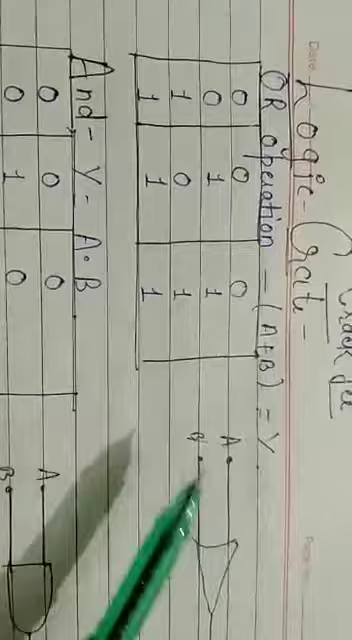 Date
Page
Logic - Gate -
OR operation - (A+B) = Y
0 0 0
0 1 1
1 0 1
1 1 1
A
And - Y - A·B
0 0 0
0 1 0
A
B